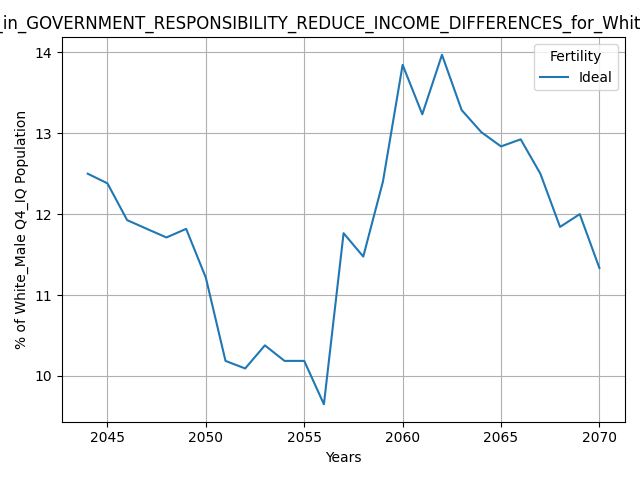 _in_GOVERNMENT_RESPONSIBILITY_REDUCE_INCOME_DIFFERENCES_for_Whit
14
13
12
11
10
% of White_Male Q4_IQ Population
Fertility
Ideal
2045 2050 2055 2060 2065 2070
Years